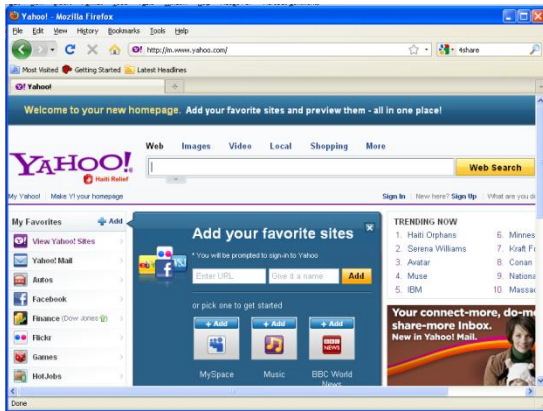 Yahoo! - Mozilla Firefox
File Edit View History Bookmarks Tools Help
http://m.www.yahoo.com/
4share
Most Visited Getting Started Latest Headlines
Yahoo!
Welcome to your new homepage. Add your favorite sites and preview them - all in one place!
Web Images Video Local Shopping More
YAHOO!
Haiti Relief
Web Search
My Yahoo! Make Y! your homepage
Sign In New here? Sign Up What are you
My Favorites Add
View Yahoo! Sites
Yahoo! Mail
Autos
Facebook
Finance (Dow Jones)
Flickr
Games
HotJobs
Add your favorite sites
* You will be prompted to sign-in to Yahoo
Enter URL Give it a name Add
or pick one to get started
+ Add + Add + Add
BBC
NEWS
MySpace Music BBC World
News
TRENDING NOW
1. Haiti Orphans 6. Minnes
2. Serena Williams 7. Kraft F
3. Avatar 8. Conan
4. Muse 9. Nationa
5. IBM 10. Massac
Your connect-more, do-m
share-more Inbox.
New in Yahoo! Mail.
Done